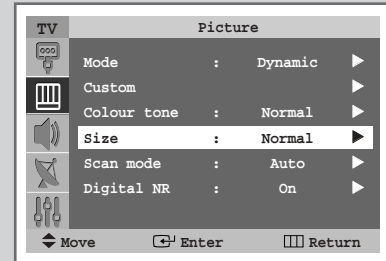 TV Picture
Mode : Dynamic
Custom
Colour tone : Normal
Size : Normal
Scan mode : Auto
Digital NR : On
Move Enter Return